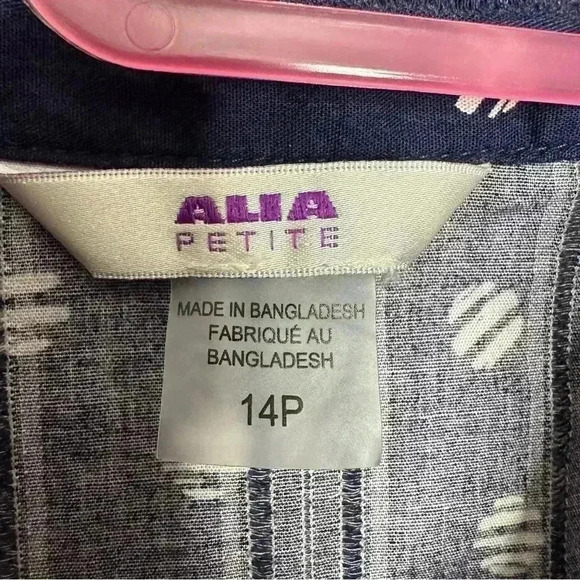 ALIA
PETITE
MADE IN BANGLADESH
FABRIQUÉ AU
BANGLADESH
14P